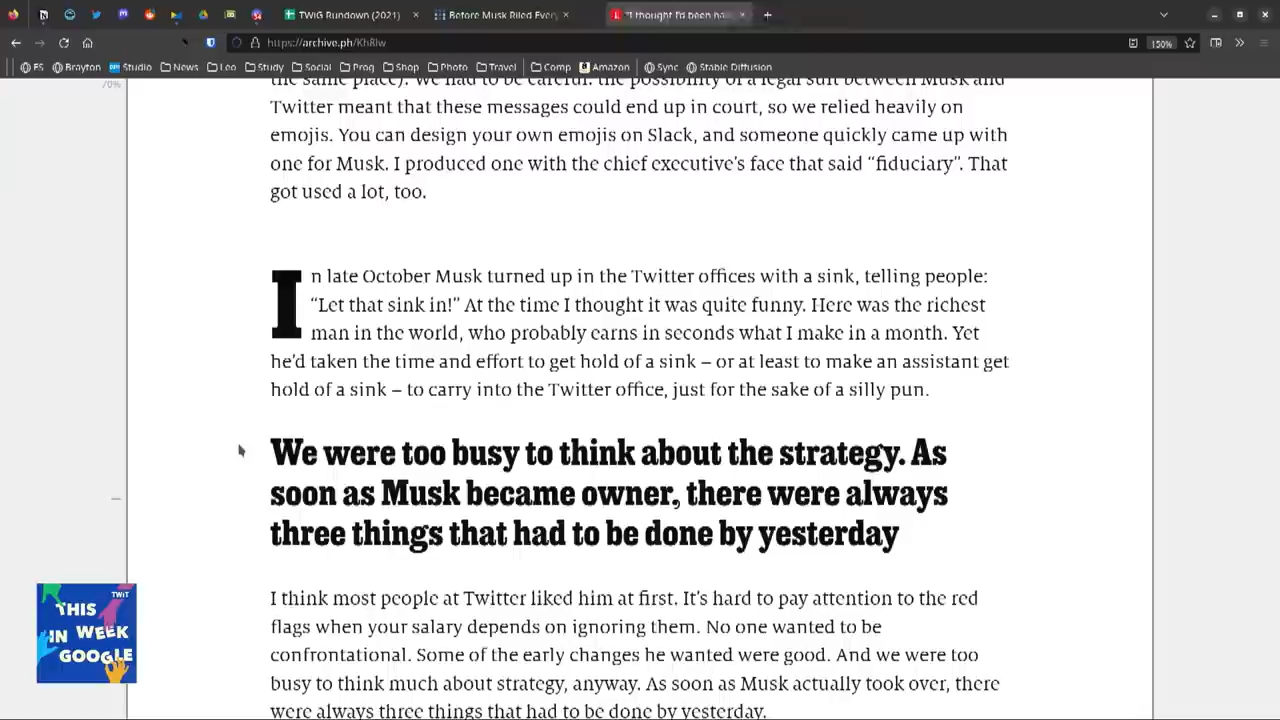 TWiG Rundown (2021)
Before Musk Riled Every
"I thought I'd been ha
https://archive.ph/Kh8lw
150%
ES
Brayton
Studio
News
Leo
Study
Social
Prog
Shop
Photo
Travel
Comp
Amazon
Sync
Stable Diffusion
70%
the same place). We had to be careful: the possibility of a legal suit between Musk and
Twitter meant that these messages could end up in court, so we relied heavily on
emojis. You can design your own emojis on Slack, and someone quickly came up with
one for Musk. I produced one with the chief executive's face that said “fiduciary”. That
got used a lot, too.
In late October Musk turned up in the Twitter offices with a sink, telling people:
“Let that sink in!” At the time I thought it was quite funny. Here was the richest
man in the world, who probably earns in seconds what I make in a month. Yet
he'd taken the time and effort to get hold of a sink – or at least to make an assistant get
hold of a sink – to carry into the Twitter office, just for the sake of a silly pun.
We were too busy to think about the strategy. As
soon as Musk became owner, there were always
three things that had to be done by yesterday
I think most people at Twitter liked him at first. It's hard to pay attention to the red
flags when your salary depends on ignoring them. No one wanted to be
confrontational. Some of the early changes he wanted were good. And we were too
busy to think much about strategy, anyway. As soon as Musk actually took over, there
were always three things that had to be done by yesterday.
TWiT
THIS
IN WEEK
GOOGLE